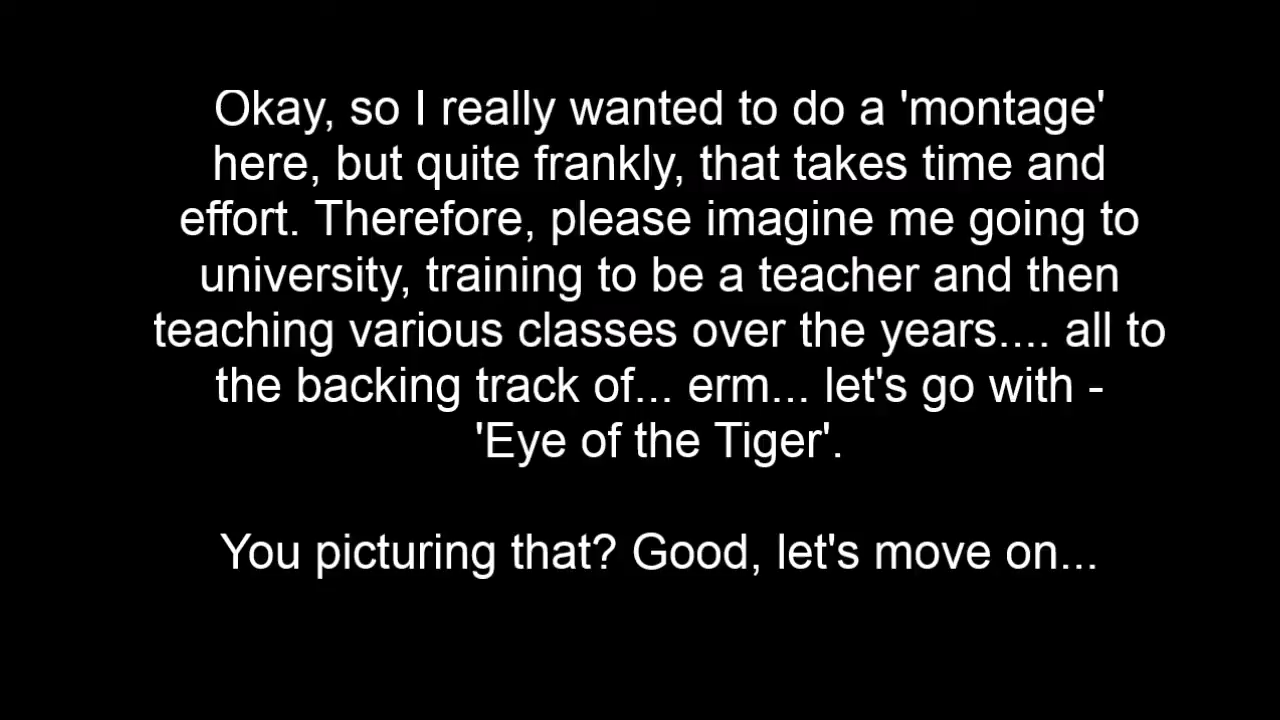 Okay, so I really wanted to do a 'montage'
here, but quite frankly, that takes time and
effort. Therefore, please imagine me going to
university, training to be a teacher and then
teaching various classes over the years.... all to
the backing track of... erm... let's go with -
'Eye of the Tiger'.
You picturing that? Good, let's move on...